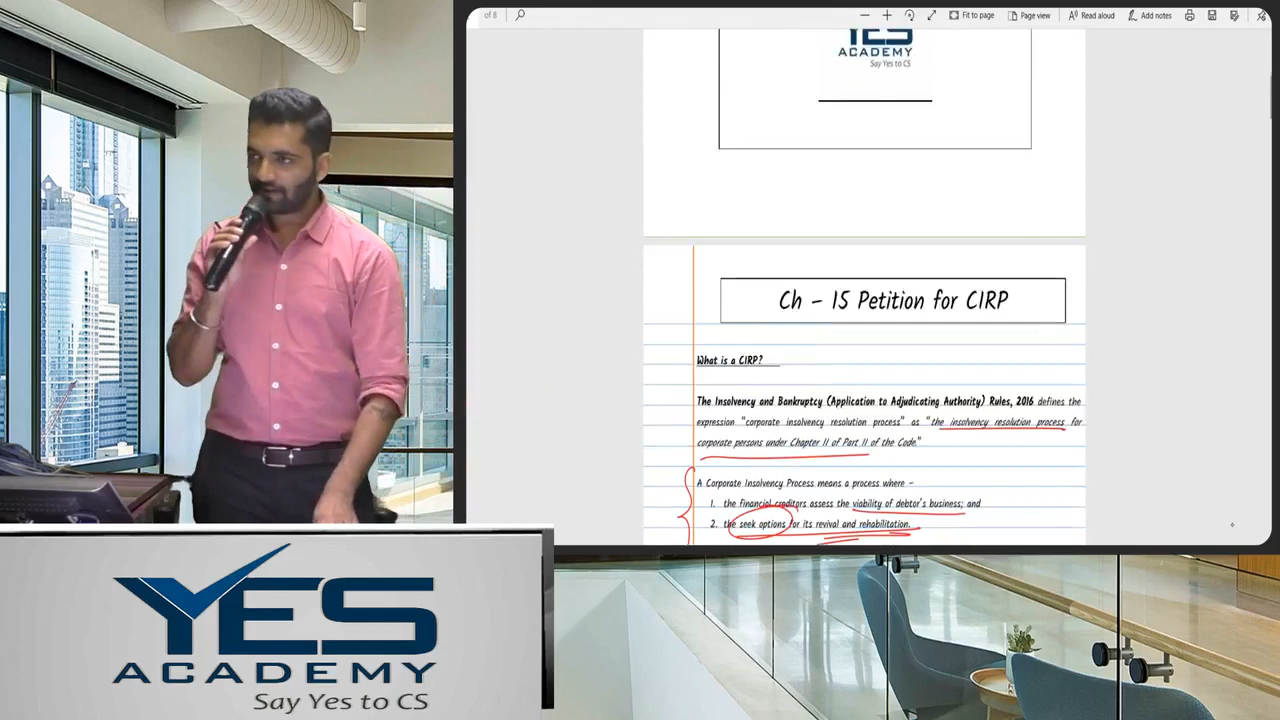 of 8
Fit to page
Page view
Read aloud
Add notes
YES
ACADEMY
Say Yes to CS
Ch – 15 Petition for CIRP
What is a CIRP?
The Insolvency and Bankruptcy (Application to Adjudicating Authority) Rules, 2016 defines the
expression "corporate insolvency resolution process" as "the insolvency resolution process for
corporate persons under Chapter II of Part II of the Code."
A Corporate Insolvency Process means a process where –
1. the financial creditors assess the viability of debtor's business; and
2. the seek options for its revival and rehabilitation.
YES
ACADEMY
Say Yes to CS